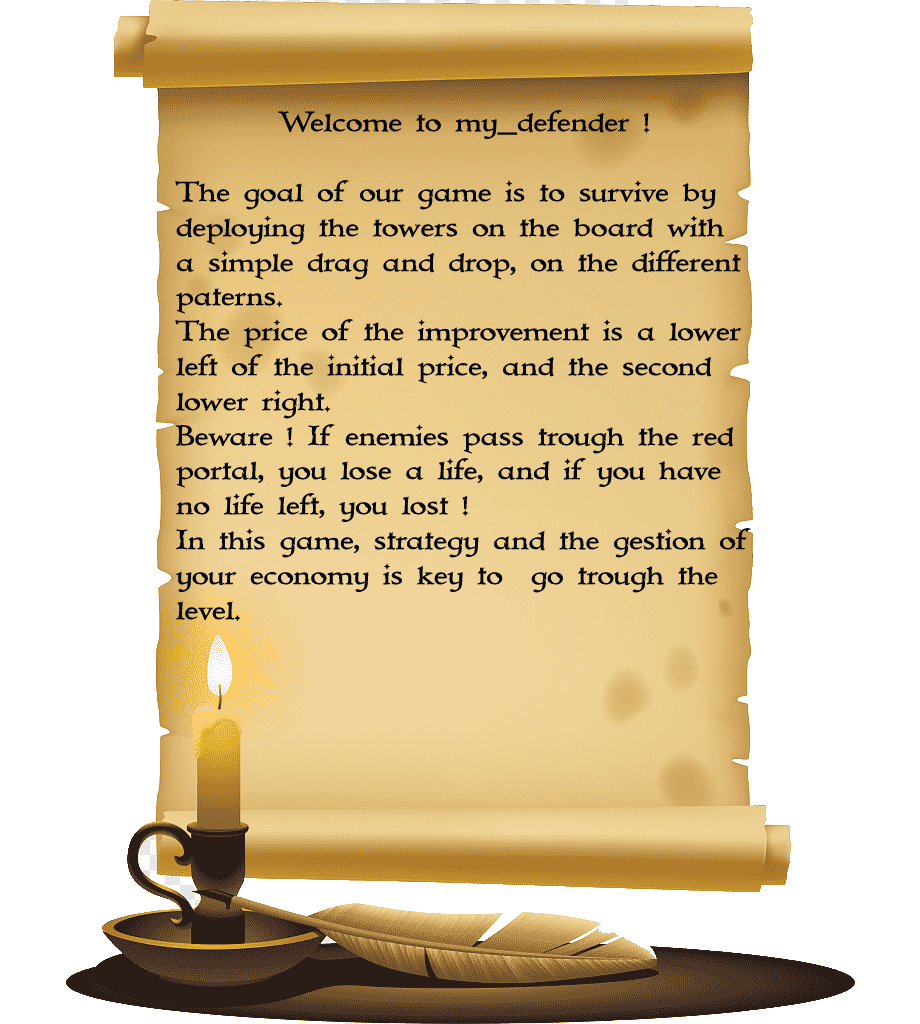 Welcome to my_defender !
The goal of our game is to survive by
deploying the towers on the board with
a simple drag and drop, on the different
paterns.
The price of the improvement is a lower
left of the initial price, and the second
lower right.
Beware ! If enemies pass trough the red
portal, you lose a life, and if you have
no life left, you lost !
In this game, strategy and the gestion of
your economy is key to  go trough the
level.